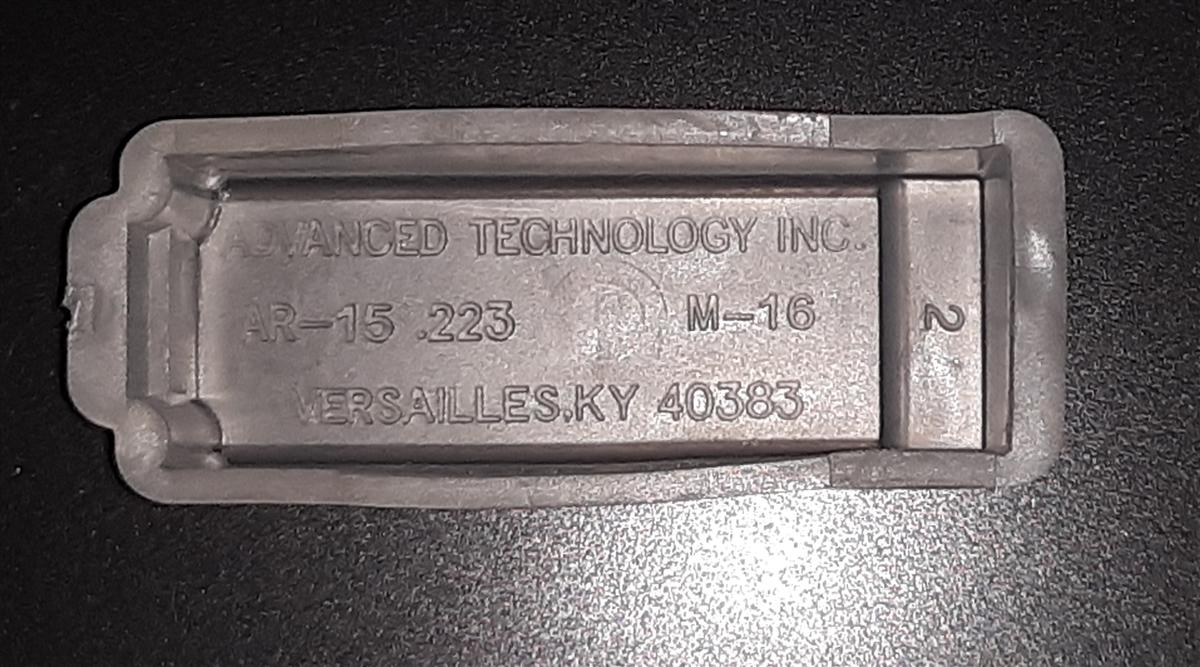 ADVANCED TECHNOLOGY INC.
AR-15 .223 M-16
VERSAILLES.KY 40383
2